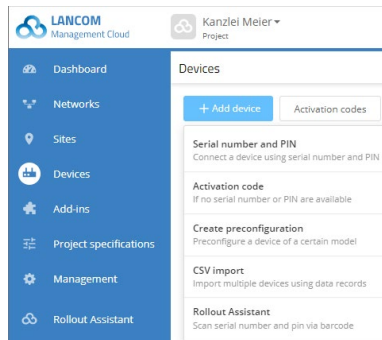 LANCOM
Management Cloud
Kanzlei Meier
Project
Dashboard
Networks
Sites
Devices
Add-ins
Project specifications
Management
Rollout Assistant
Devices
+ Add device
Activation codes
Serial number and PIN
Connect a device using serial number and PIN
Activation code
If no serial number or PIN are available
Create preconfiguration
Preconfigure a device of a certain model
CSV import
Import multiple devices using data records
Rollout Assistant
Scan serial number and pin via barcode